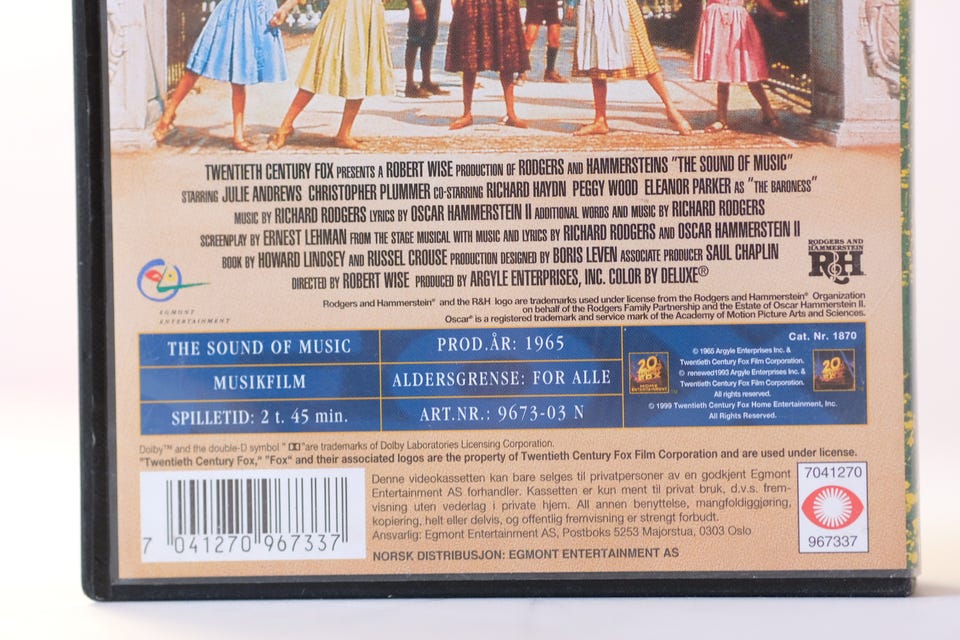 TWENTIETH CENTURY FOX PRESENTS A ROBERT WISE PRODUCTION OF RODGERS AND HAMMERSTEINS "THE SOUND OF MUSIC"
STARRING JULIE ANDREWS CHRISTOPHER PLUMMER CO-STARRING RICHARD HAYDN PEGGY WOOD ELEANOR PARKER AS "THE BARONESS"
MUSIC BY RICHARD RODGERS LYRICS BY OSCAR HAMMERSTEIN II ADDITIONAL WORDS AND MUSIC BY RICHARD RODGERS
SCREENPLAY BY ERNEST LEHMAN FROM THE STAGE MUSICAL WITH MUSIC AND LYRICS BY RICHARD RODGERS AND OSCAR HAMMERSTEIN II
BOOK BY HOWARD LINDSEY AND RUSSEL CROUSE PRODUCTION DESIGNED BY BORIS LEVEN ASSOCIATE PRODUCER SAUL CHAPLIN
DIRECTED BY ROBERT WISE PRODUCED BY ARGYLE ENTERPRISES, INC. COLOR BY DELUXE®
RODGERS AND
HAMMERSTEIN
R&H
EGMONT
ENTERTAINMENT
Rodgers and Hammerstein® and the R&H logo are trademarks used under license from the Rodgers and Hammerstein® Organization
on behalf of the Rodgers Family Partnership and the Estate of Oscar Hammerstein II.
Oscar® is a registered trademark and service mark of the Academy of Motion Picture Arts and Sciences.
THE SOUND OF MUSIC
MUSIKFILM
SPILLETID: 2 t. 45 min.
PROD.ÅR: 1965
ALDERSGRENSE: FOR ALLE
ART.NR.: 9673-03 N
Cat. Nr. 1870
20
FOX
HOME
ENTERTAINMENT
© 1965 Argyle Enterprises Inc. &
Twentieth Century Fox Film Corporation.
© renewed1993 Argyle Enterprises Inc. &
Twentieth Century Fox Film Corporation.
All rights reserved.
© 1999 Twentieth Century Fox Home Entertainment, Inc.
All Rights Reserved.
20
Dolby™ and the double-D symbol "DD"are trademarks of Dolby Laboratories Licensing Corporation.
"Twentieth Century Fox," "Fox" and their associated logos are the property of Twentieth Century Fox Film Corporation and are used under license.
7 041270 967337
Denne videokassetten kan bare selges til privatpersoner av en godkjent Egmont
Entertainment AS forhandler. Kassetten er kun ment til privat bruk, d.v.s. frem-
visning uten vederlag i private hjem. All annen benyttelse, mangfoldiggjøring,
kopiering, helt eller delvis, og offentlig fremvisning er strengt forbudt.
Ansvarlig: Egmont Entertainment AS, Postboks 5253 Majorstua, 0303 Oslo
NORSK DISTRIBUSJON: EGMONT ENTERTAINMENT AS
7041270
967337